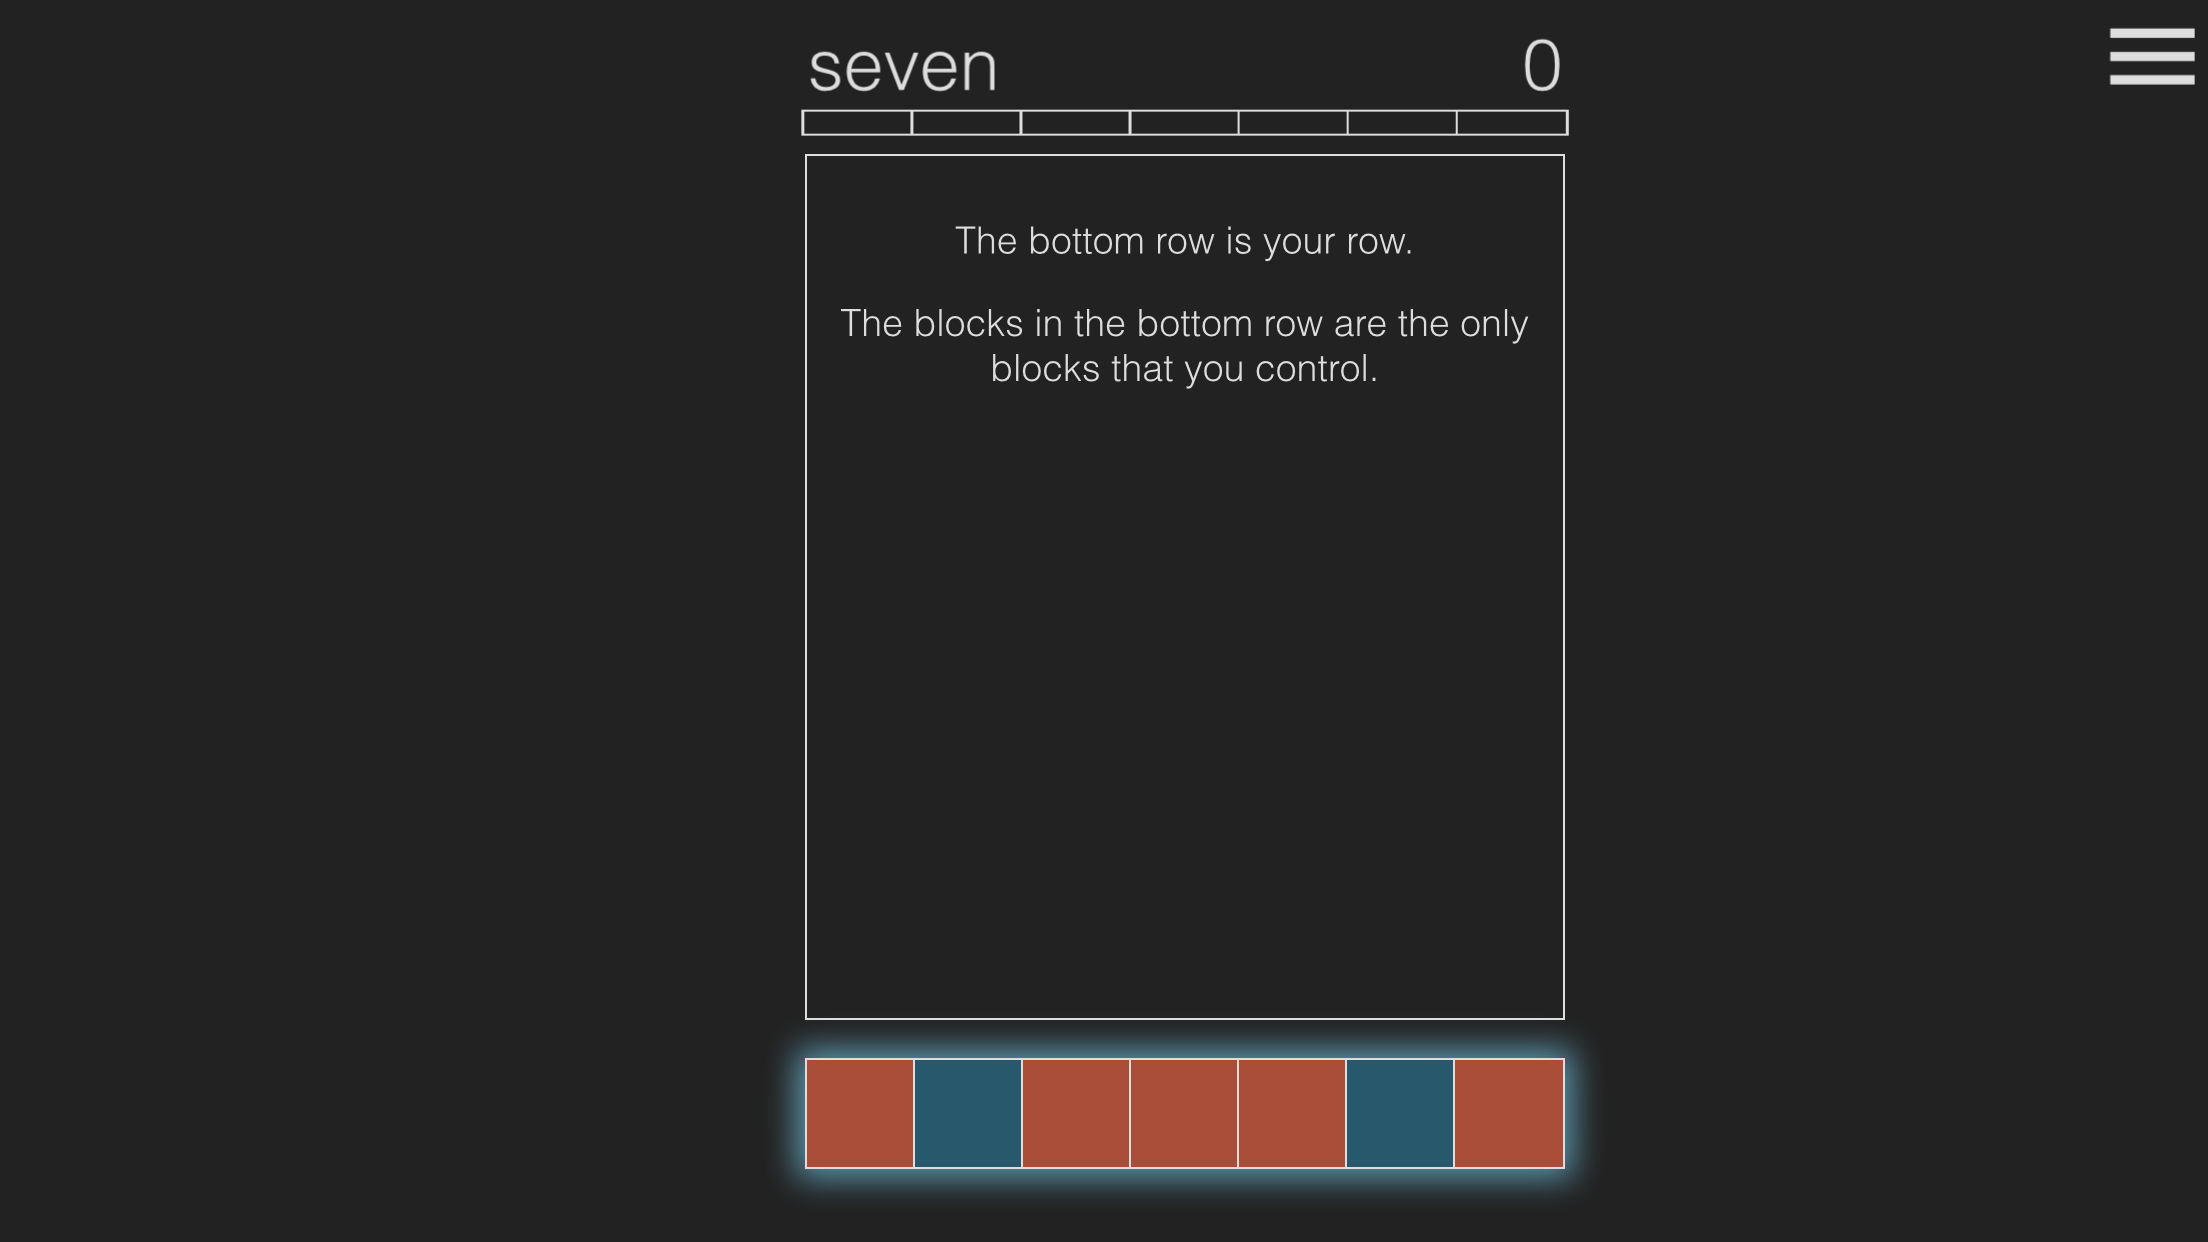 seven 0
The bottom row is your row.
The blocks in the bottom row are the only
blocks that you control.